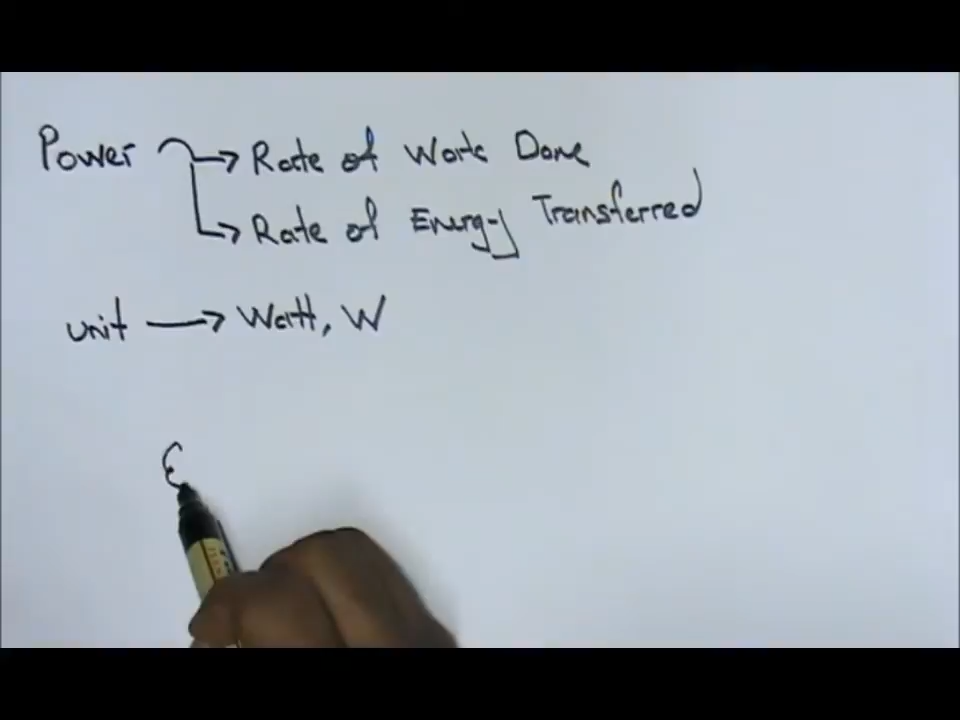 Power → Rate of Work Done
→ Rate of Energy Transferred
unit → Watt, W
E